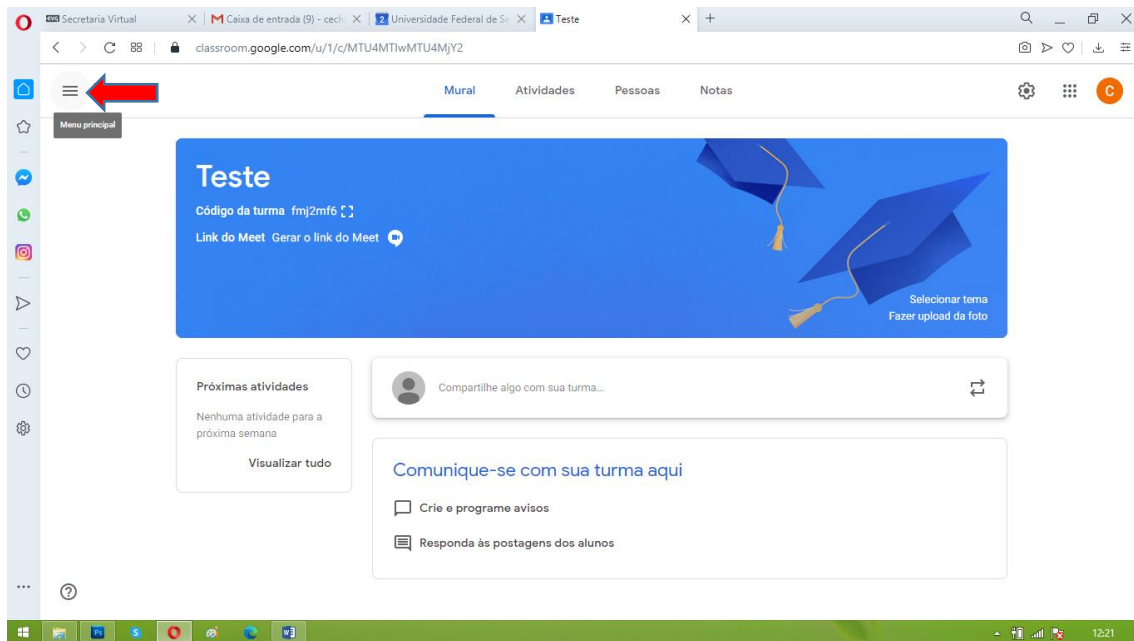 Secretaria Virtual
Caixa de entrada (9) - cech
Universidade Federal de Se
Teste
classroom.google.com/u/1/c/MTU4MTIwMTU4MjY2
Mural Atividades Pessoas Notas
C
Menu principal
Teste
Código da turma fmj2mf6
Link do Meet Gerar o link do Meet
Selecionar tema
Fazer upload da foto
Próximas atividades
Nenhuma atividade para a
próxima semana
Visualizar tudo
Compartilhe algo com sua turma...
Comunique-se com sua turma aqui
Crie e programe avisos
Responda às postagens dos alunos
12:21